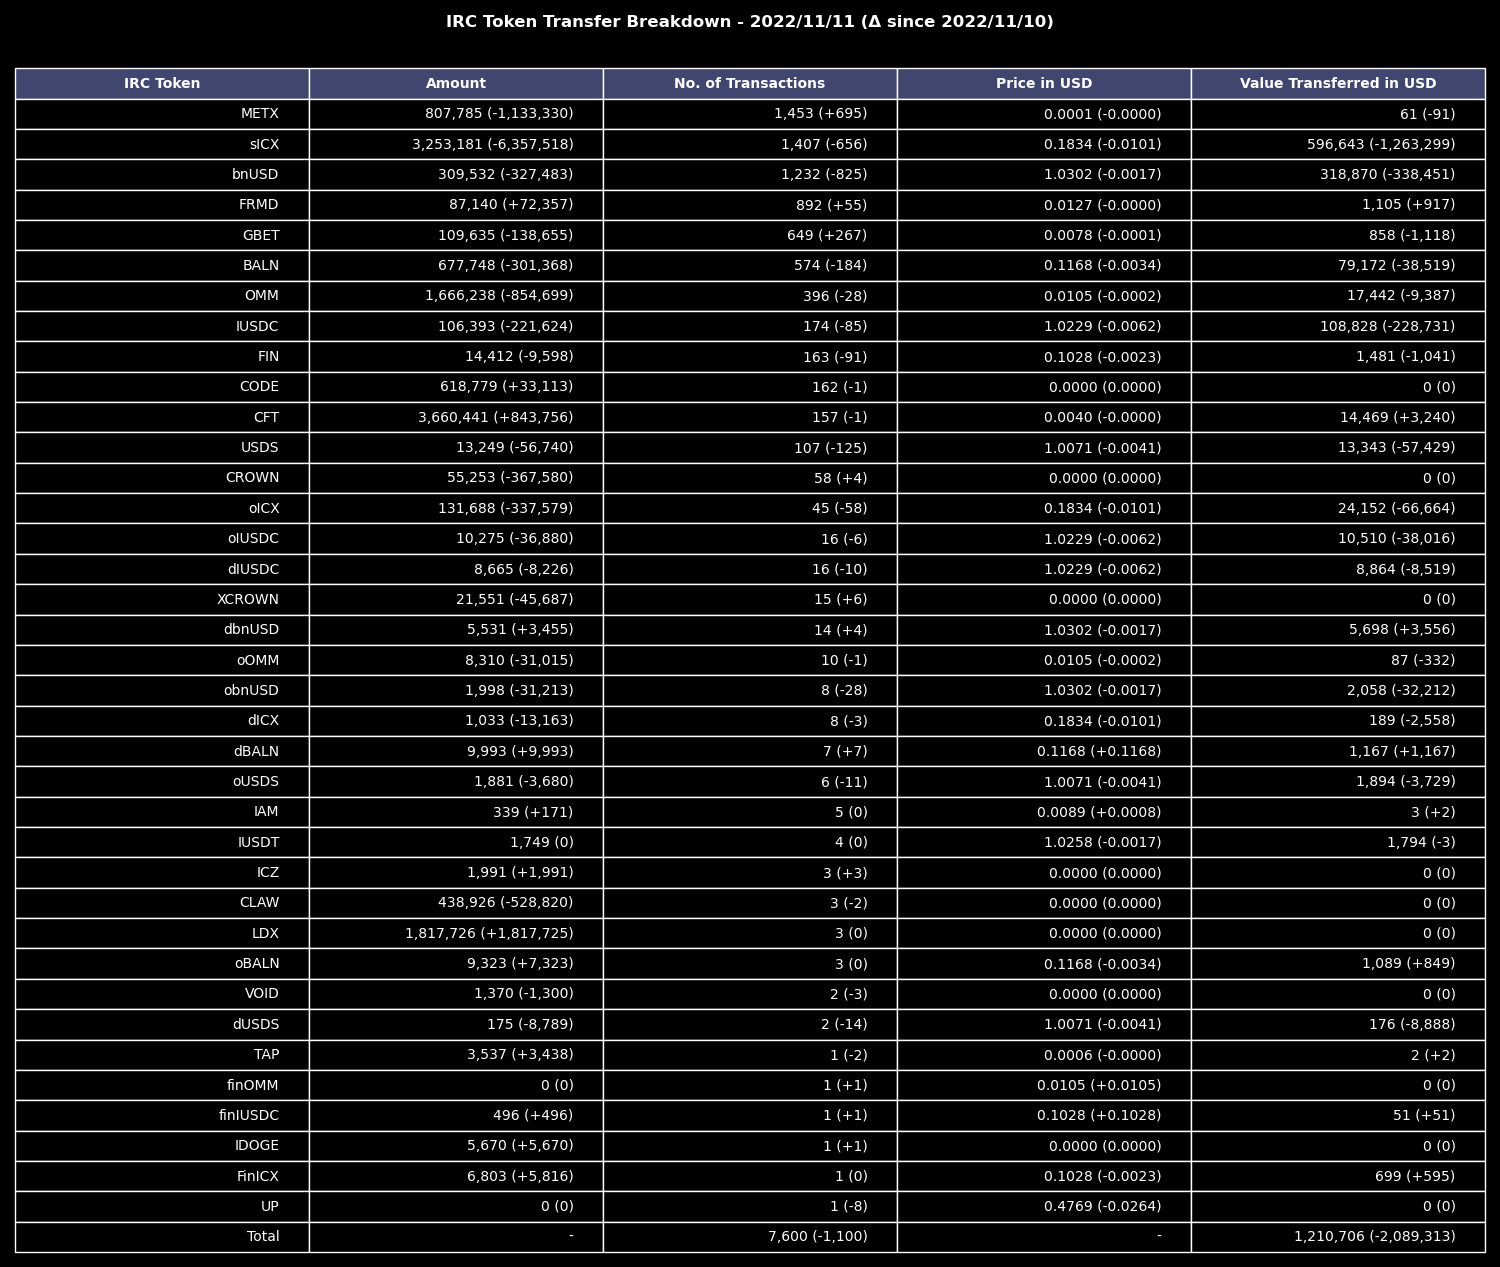 IRC Token Transfer Breakdown - 2022/11/11 (Δ since 2022/11/10)
IRC Token Amount No. of Transactions Price in USD Value Transferred in USD
METX 807,785 (-1,133,330) 1,453 (+695) 0.0001 (-0.0000) 61 (-91)
sICX 3,253,181 (-6,357,518) 1,407 (-656) 0.1834 (-0.0101) 596,643 (-1,263,299)
bnUSD 309,532 (-327,483) 1,232 (-825) 1.0302 (-0.0017) 318,870 (-338,451)
FRMD 87,140 (+72,357) 892 (+55) 0.0127 (-0.0000) 1,105 (+917)
GBET 109,635 (-138,655) 649 (+267) 0.0078 (-0.0001) 858 (-1,118)
BALN 677,748 (-301,368) 574 (-184) 0.1168 (-0.0034) 79,172 (-38,519)
OMM 1,666,238 (-854,699) 396 (-28) 0.0105 (-0.0002) 17,442 (-9,387)
IUSDC 106,393 (-221,624) 174 (-85) 1.0229 (-0.0062) 108,828 (-228,731)
FIN 14,412 (-9,598) 163 (-91) 0.1028 (-0.0023) 1,481 (-1,041)
CODE 618,779 (+33,113) 162 (-1) 0.0000 (0.0000) 0 (0)
CFT 3,660,441 (+843,756) 157 (-1) 0.0040 (-0.0000) 14,469 (+3,240)
USDS 13,249 (-56,740) 107 (-125) 1.0071 (-0.0041) 13,343 (-57,429)
CROWN 55,253 (-367,580) 58 (+4) 0.0000 (0.0000) 0 (0)
oICX 131,688 (-337,579) 45 (-58) 0.1834 (-0.0101) 24,152 (-66,664)
oIUSDC 10,275 (-36,880) 16 (-6) 1.0229 (-0.0062) 10,510 (-38,016)
dIUSDC 8,665 (-8,226) 16 (-10) 1.0229 (-0.0062) 8,864 (-8,519)
XCROWN 21,551 (-45,687) 15 (+6) 0.0000 (0.0000) 0 (0)
dbnUSD 5,531 (+3,455) 14 (+4) 1.0302 (-0.0017) 5,698 (+3,556)
oOMM 8,310 (-31,015) 10 (-1) 0.0105 (-0.0002) 87 (-332)
obnUSD 1,998 (-31,213) 8 (-28) 1.0302 (-0.0017) 2,058 (-32,212)
dICX 1,033 (-13,163) 8 (-3) 0.1834 (-0.0101) 189 (-2,558)
dBALN 9,993 (+9,993) 7 (+7) 0.1168 (+0.1168) 1,167 (+1,167)
oUSDS 1,881 (-3,680) 6 (-11) 1.0071 (-0.0041) 1,894 (-3,729)
IAM 339 (+171) 5 (0) 0.0089 (+0.0008) 3 (+2)
IUSDT 1,749 (0) 4 (0) 1.0258 (-0.0017) 1,794 (-3)
ICZ 1,991 (+1,991) 3 (+3) 0.0000 (0.0000) 0 (0)
CLAW 438,926 (-528,820) 3 (-2) 0.0000 (0.0000) 0 (0)
LDX 1,817,726 (+1,817,725) 3 (0) 0.0000 (0.0000) 0 (0)
oBALN 9,323 (+7,323) 3 (0) 0.1168 (-0.0034) 1,089 (+849)
VOID 1,370 (-1,300) 2 (-3) 0.0000 (0.0000) 0 (0)
dUSDS 175 (-8,789) 2 (-14) 1.0071 (-0.0041) 176 (-8,888)
TAP 3,537 (+3,438) 1 (-2) 0.0006 (-0.0000) 2 (+2)
finOMM 0 (0) 1 (+1) 0.0105 (+0.0105) 0 (0)
finIUSDC 496 (+496) 1 (+1) 0.1028 (+0.1028) 51 (+51)
IDOGE 5,670 (+5,670) 1 (+1) 0.0000 (0.0000) 0 (0)
FinICX 6,803 (+5,816) 1 (0) 0.1028 (-0.0023) 699 (+595)
UP 0 (0) 1 (-8) 0.4769 (-0.0264) 0 (0)
Total - 7,600 (-1,100) - 1,210,706 (-2,089,313)